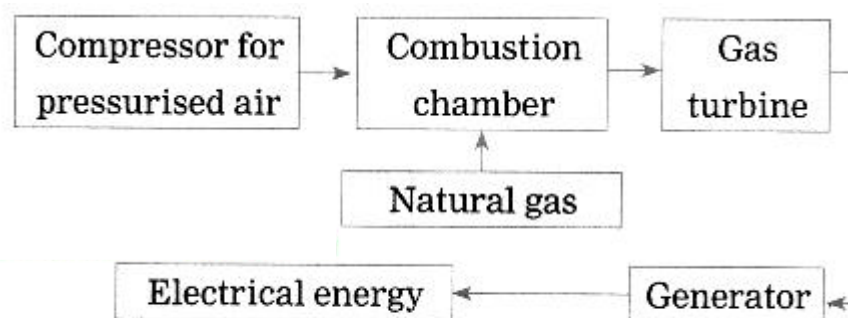 Compressor for
pressurised air
Combustion
chamber
Gas
turbine
Natural gas
Electrical energy
Generator